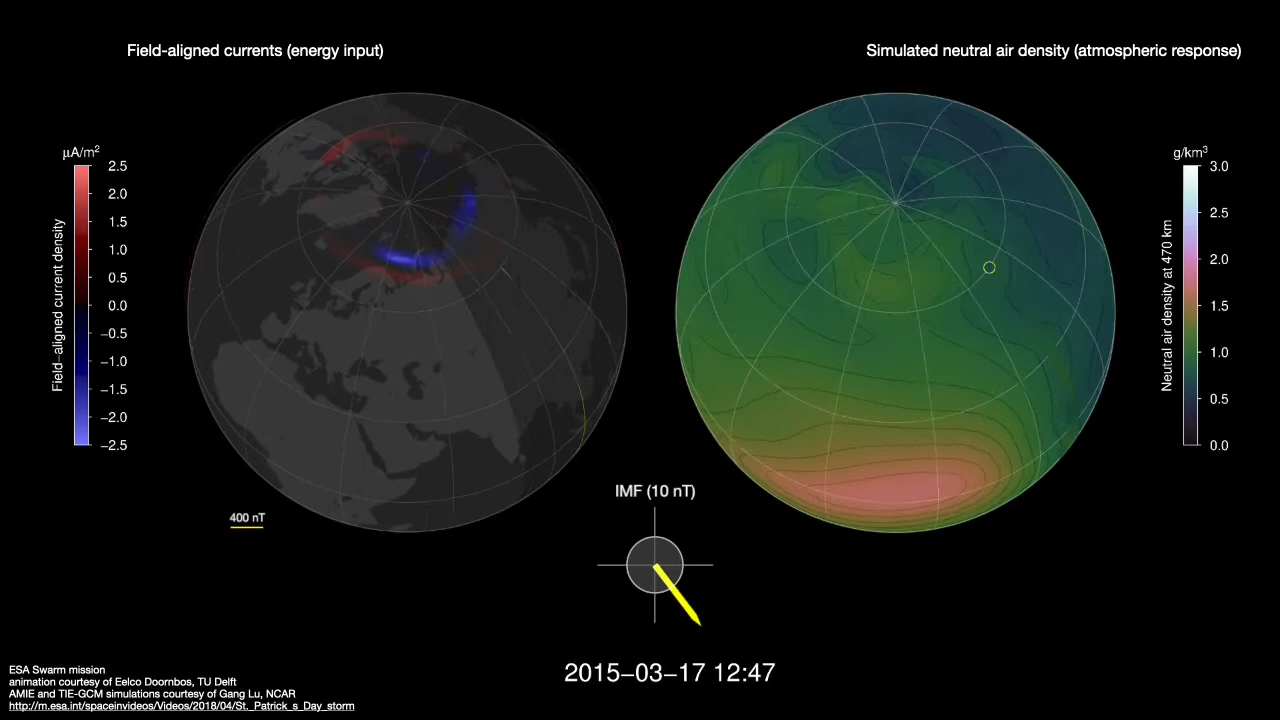 Field-aligned currents (energy input)
Simulated neutral air density (atmospheric response)
μA/m²
2.5
2.0
1.5
1.0
0.5
0.0
−0.5
−1.0
−1.5
−2.0
−2.5
Field−aligned current density
g/km³
3.0
2.5
2.0
1.5
1.0
0.5
0.0
Neutral air density at 470 km
400 nT
IMF (10 nT)
2015−03−17 12:47
ESA Swarm mission
animation courtesy of Eelco Doornbos, TU Delft
AMIE and TIE-GCM simulations courtesy of Gang Lu, NCAR
http://m.esa.int/spaceinvideos/Videos/2018/04/St._Patrick_s_Day_storm